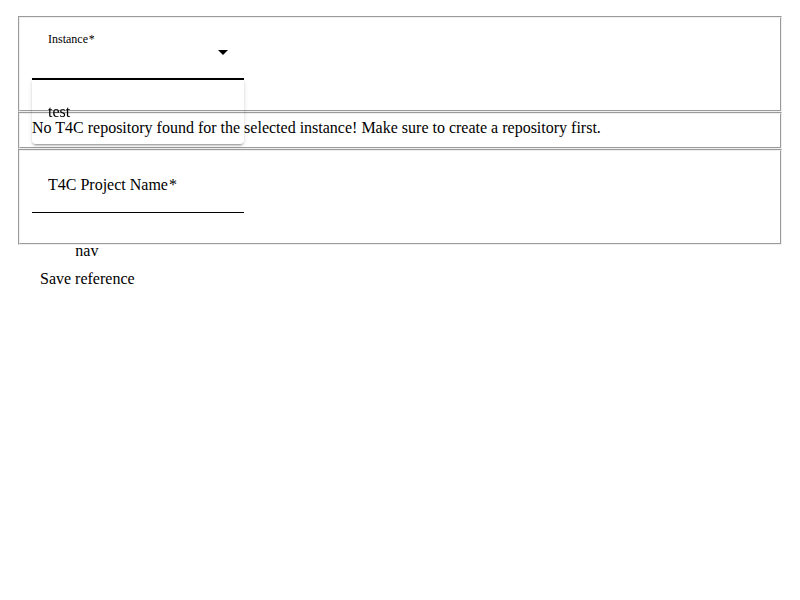 Instance*
test
No T4C repository found for the selected instance! Make sure to create a repository first.
T4C Project Name*
nav
Save reference